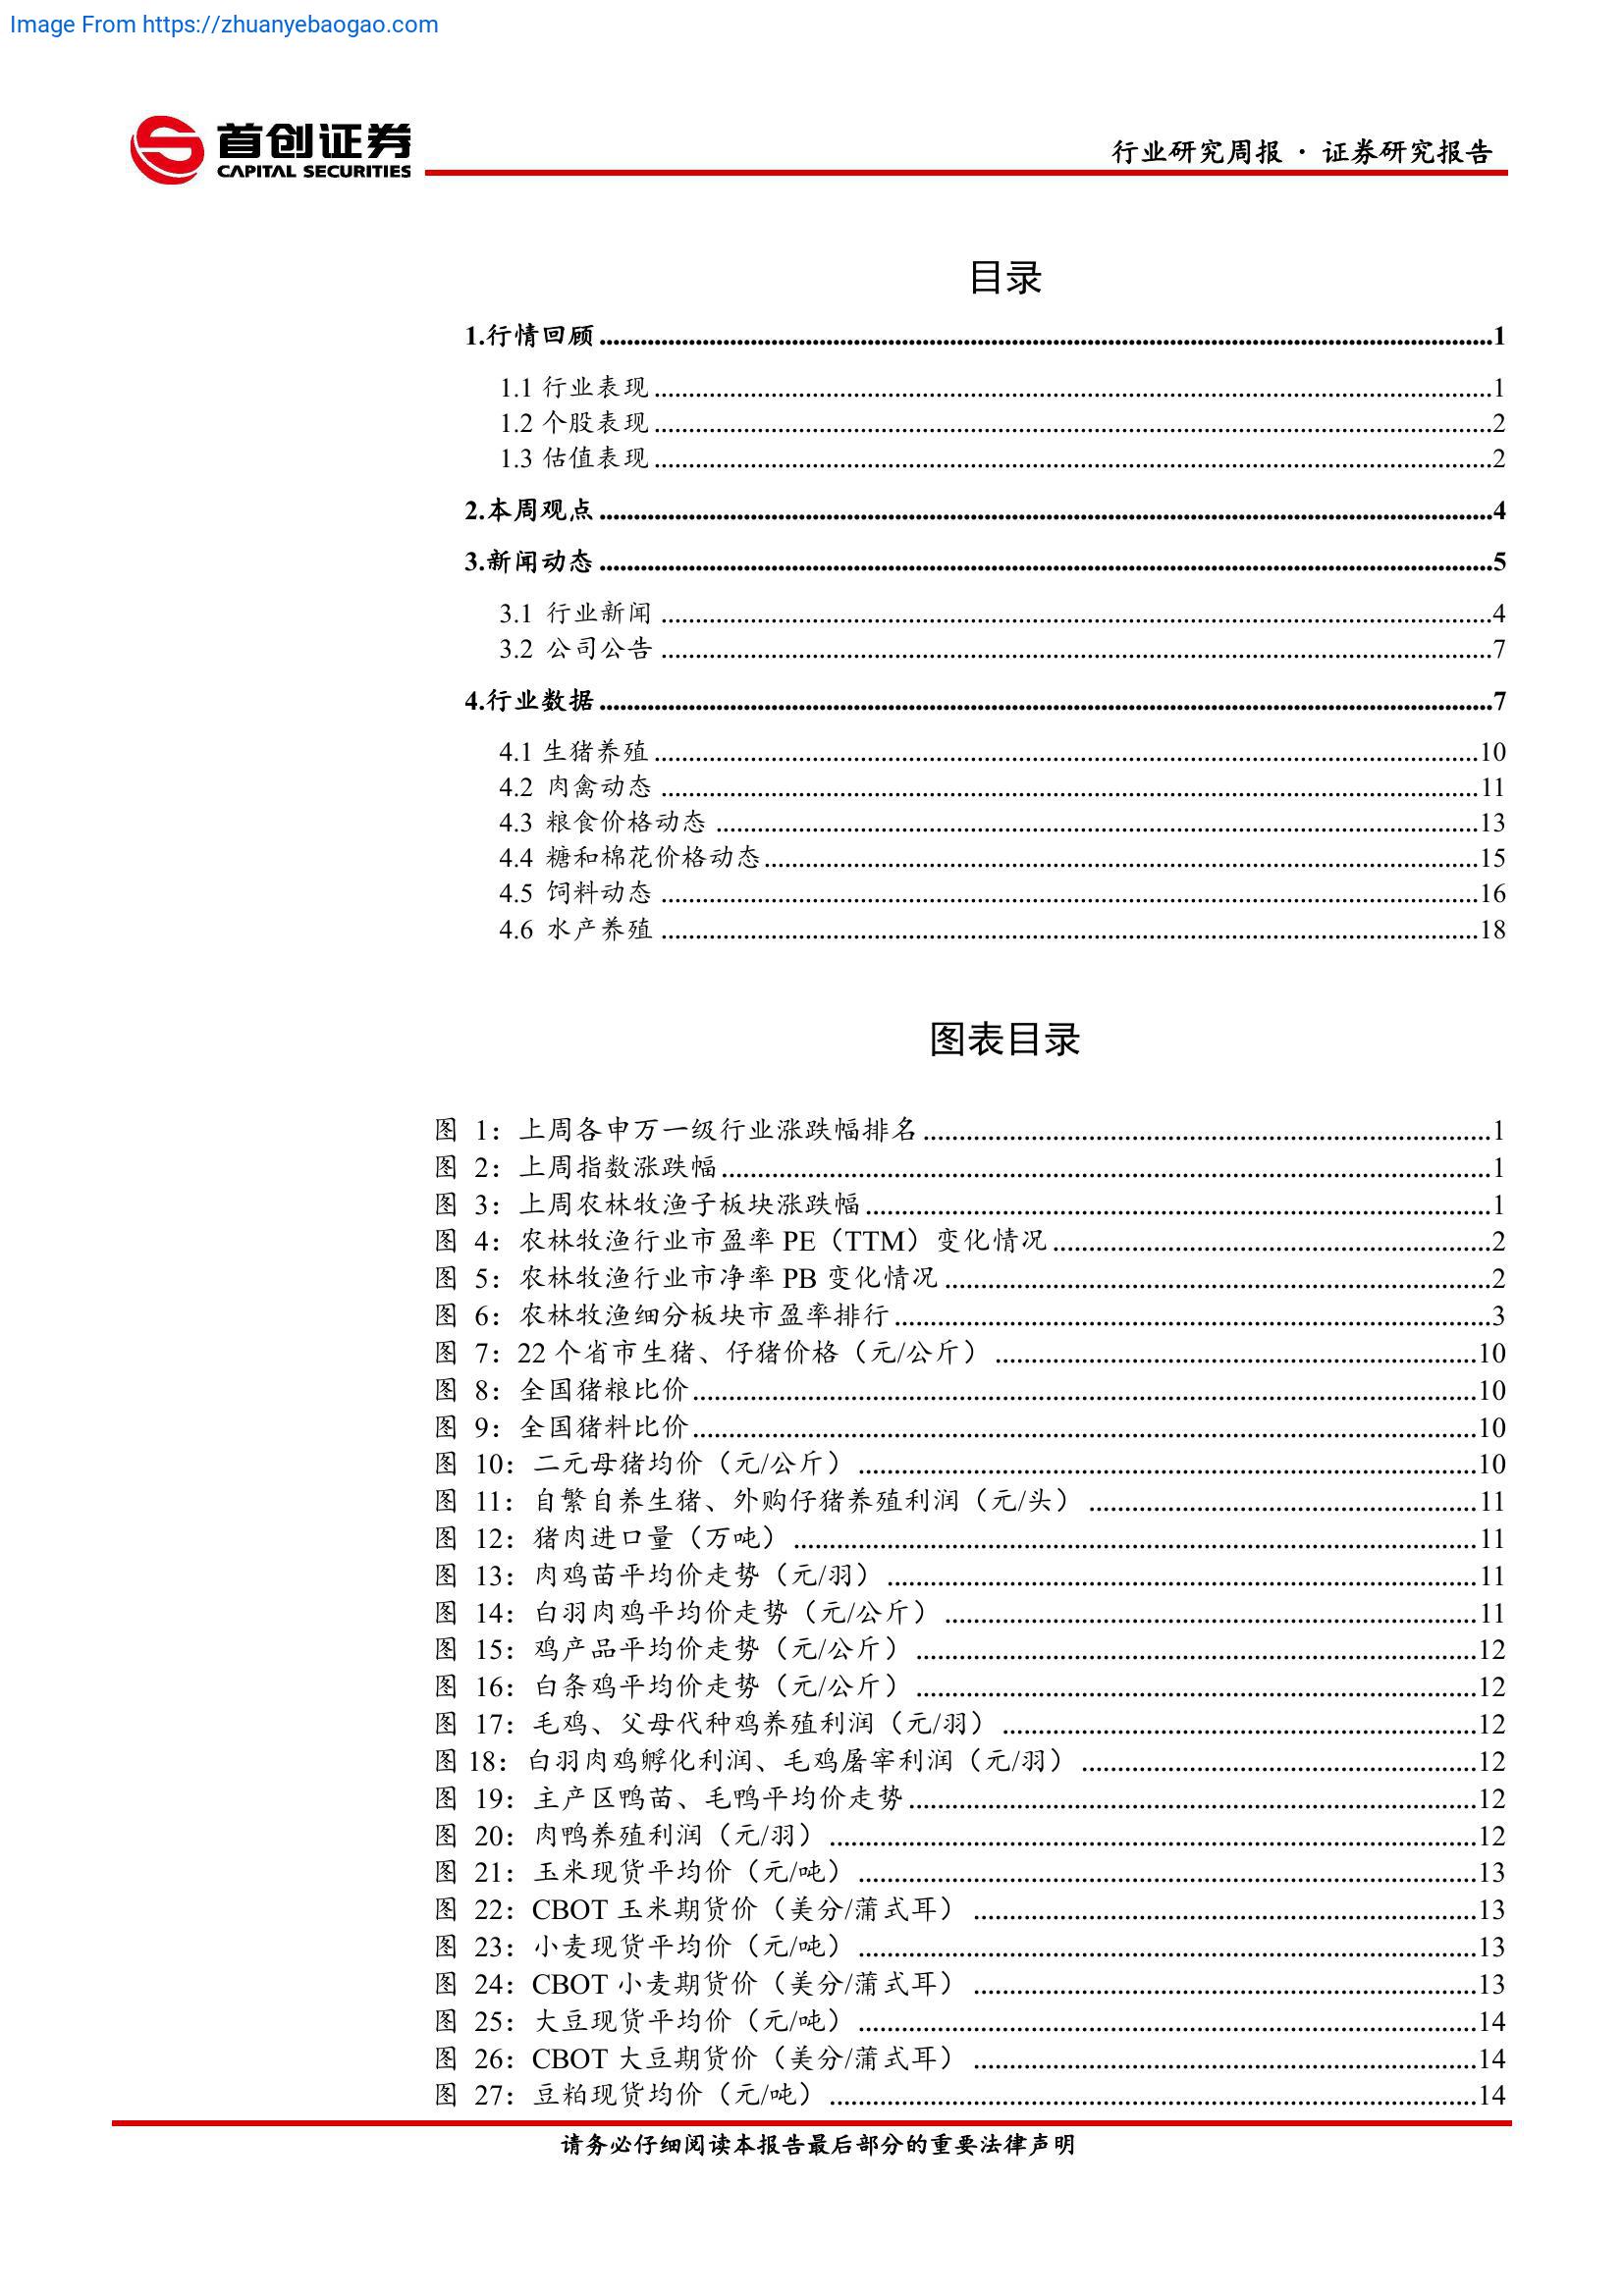 Image From https://zhuanyebaogao.com
首创证券
CAPITAL SECURITIES
行业研究周报 · 证券研究报告
目录
1.行情回顾........1
1.1 行业表现........1
1.2 个股表现........2
1.3 估值表现........2
2.本周观点........4
3.新闻动态........5
3.1 行业新闻........4
3.2 公司公告........7
4.行业数据........7
4.1 生猪养殖........10
4.2 肉禽动态........11
4.3 粮食价格动态........13
4.4 糖和棉花价格动态........15
4.5 饲料动态........16
4.6 水产养殖........18
图表目录
图 1：上周各申万一级行业涨跌幅排名........1
图 2：上周指数涨跌幅........1
图 3：上周农林牧渔子板块涨跌幅........1
图 4：农林牧渔行业市盈率 PE（TTM）变化情况........2
图 5：农林牧渔行业市净率 PB 变化情况........2
图 6：农林牧渔细分板块市盈率排行........3
图 7：22 个省市生猪、仔猪价格（元/公斤）........10
图 8：全国猪粮比价........10
图 9：全国猪料比价........10
图 10：二元母猪均价（元/公斤）........10
图 11：自繁自养生猪、外购仔猪养殖利润（元/头）........11
图 12：猪肉进口量（万吨）........11
图 13：肉鸡苗平均价走势（元/羽）........11
图 14：白羽肉鸡平均价走势（元/公斤）........11
图 15：鸡产品平均价走势（元/公斤）........12
图 16：白条鸡平均价走势（元/公斤）........12
图 17：毛鸡、父母代种鸡养殖利润（元/羽）........12
图 18：白羽肉鸡孵化利润、毛鸡屠宰利润（元/羽）........12
图 19：主产区鸭苗、毛鸭平均价走势........12
图 20：肉鸭养殖利润（元/羽）........12
图 21：玉米现货平均价（元/吨）........13
图 22：CBOT 玉米期货价（美分/蒲式耳）........13
图 23：小麦现货平均价（元/吨）........13
图 24：CBOT 小麦期货价（美分/蒲式耳）........13
图 25：大豆现货平均价（元/吨）........14
图 26：CBOT 大豆期货价（美分/蒲式耳）........14
图 27：豆粕现货均价（元/吨）........14
请务必仔细阅读本报告最后部分的重要法律声明